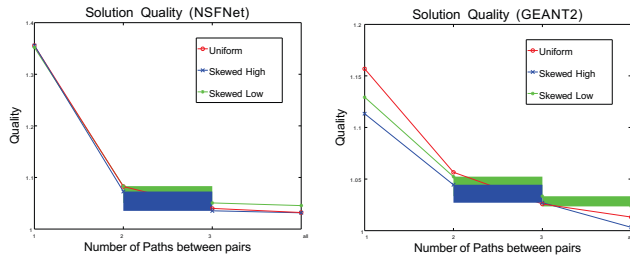 Solution Quality (NSFNet)
1.4
1.3
1.2
1.1
1
Quality
Uniform
Skewed High
Skewed Low
1
2
3
all
Number of Paths between pairs
Solution Quality (GEANT2)
1.2
1.15
1.1
1.05
1
Quality
Uniform
Skewed High
Skewed Low
1
2
3
all
Number of Paths between pairs